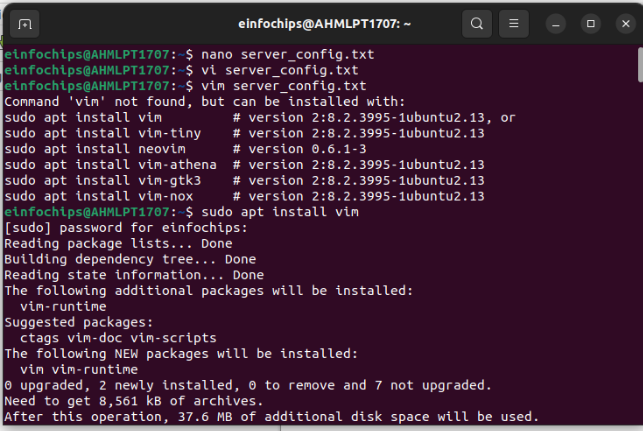 einfochips@AHMLPT1707: ~
einfochips@AHMLPT1707:~$ nano server_config.txt
einfochips@AHMLPT1707:~$ vi server_config.txt
einfochips@AHMLPT1707:~$ vim server_config.txt
Command 'vim' not found, but can be installed with:
sudo apt install vim         # version 2:8.2.3995-1ubuntu2.13, or
sudo apt install vim-tiny    # version 2:8.2.3995-1ubuntu2.13
sudo apt install neovim      # version 0.6.1-3
sudo apt install vim-athena  # version 2:8.2.3995-1ubuntu2.13
sudo apt install vim-gtk3    # version 2:8.2.3995-1ubuntu2.13
sudo apt install vim-nox     # version 2:8.2.3995-1ubuntu2.13
einfochips@AHMLPT1707:~$ sudo apt install vim
[sudo] password for einfochips:
Reading package lists... Done
Building dependency tree... Done
Reading state information... Done
The following additional packages will be installed:
  vim-runtime
Suggested packages:
  ctags vim-doc vim-scripts
The following NEW packages will be installed:
  vim vim-runtime
0 upgraded, 2 newly installed, 0 to remove and 7 not upgraded.
Need to get 8,561 kB of archives.
After this operation, 37.6 MB of additional disk space will be used.